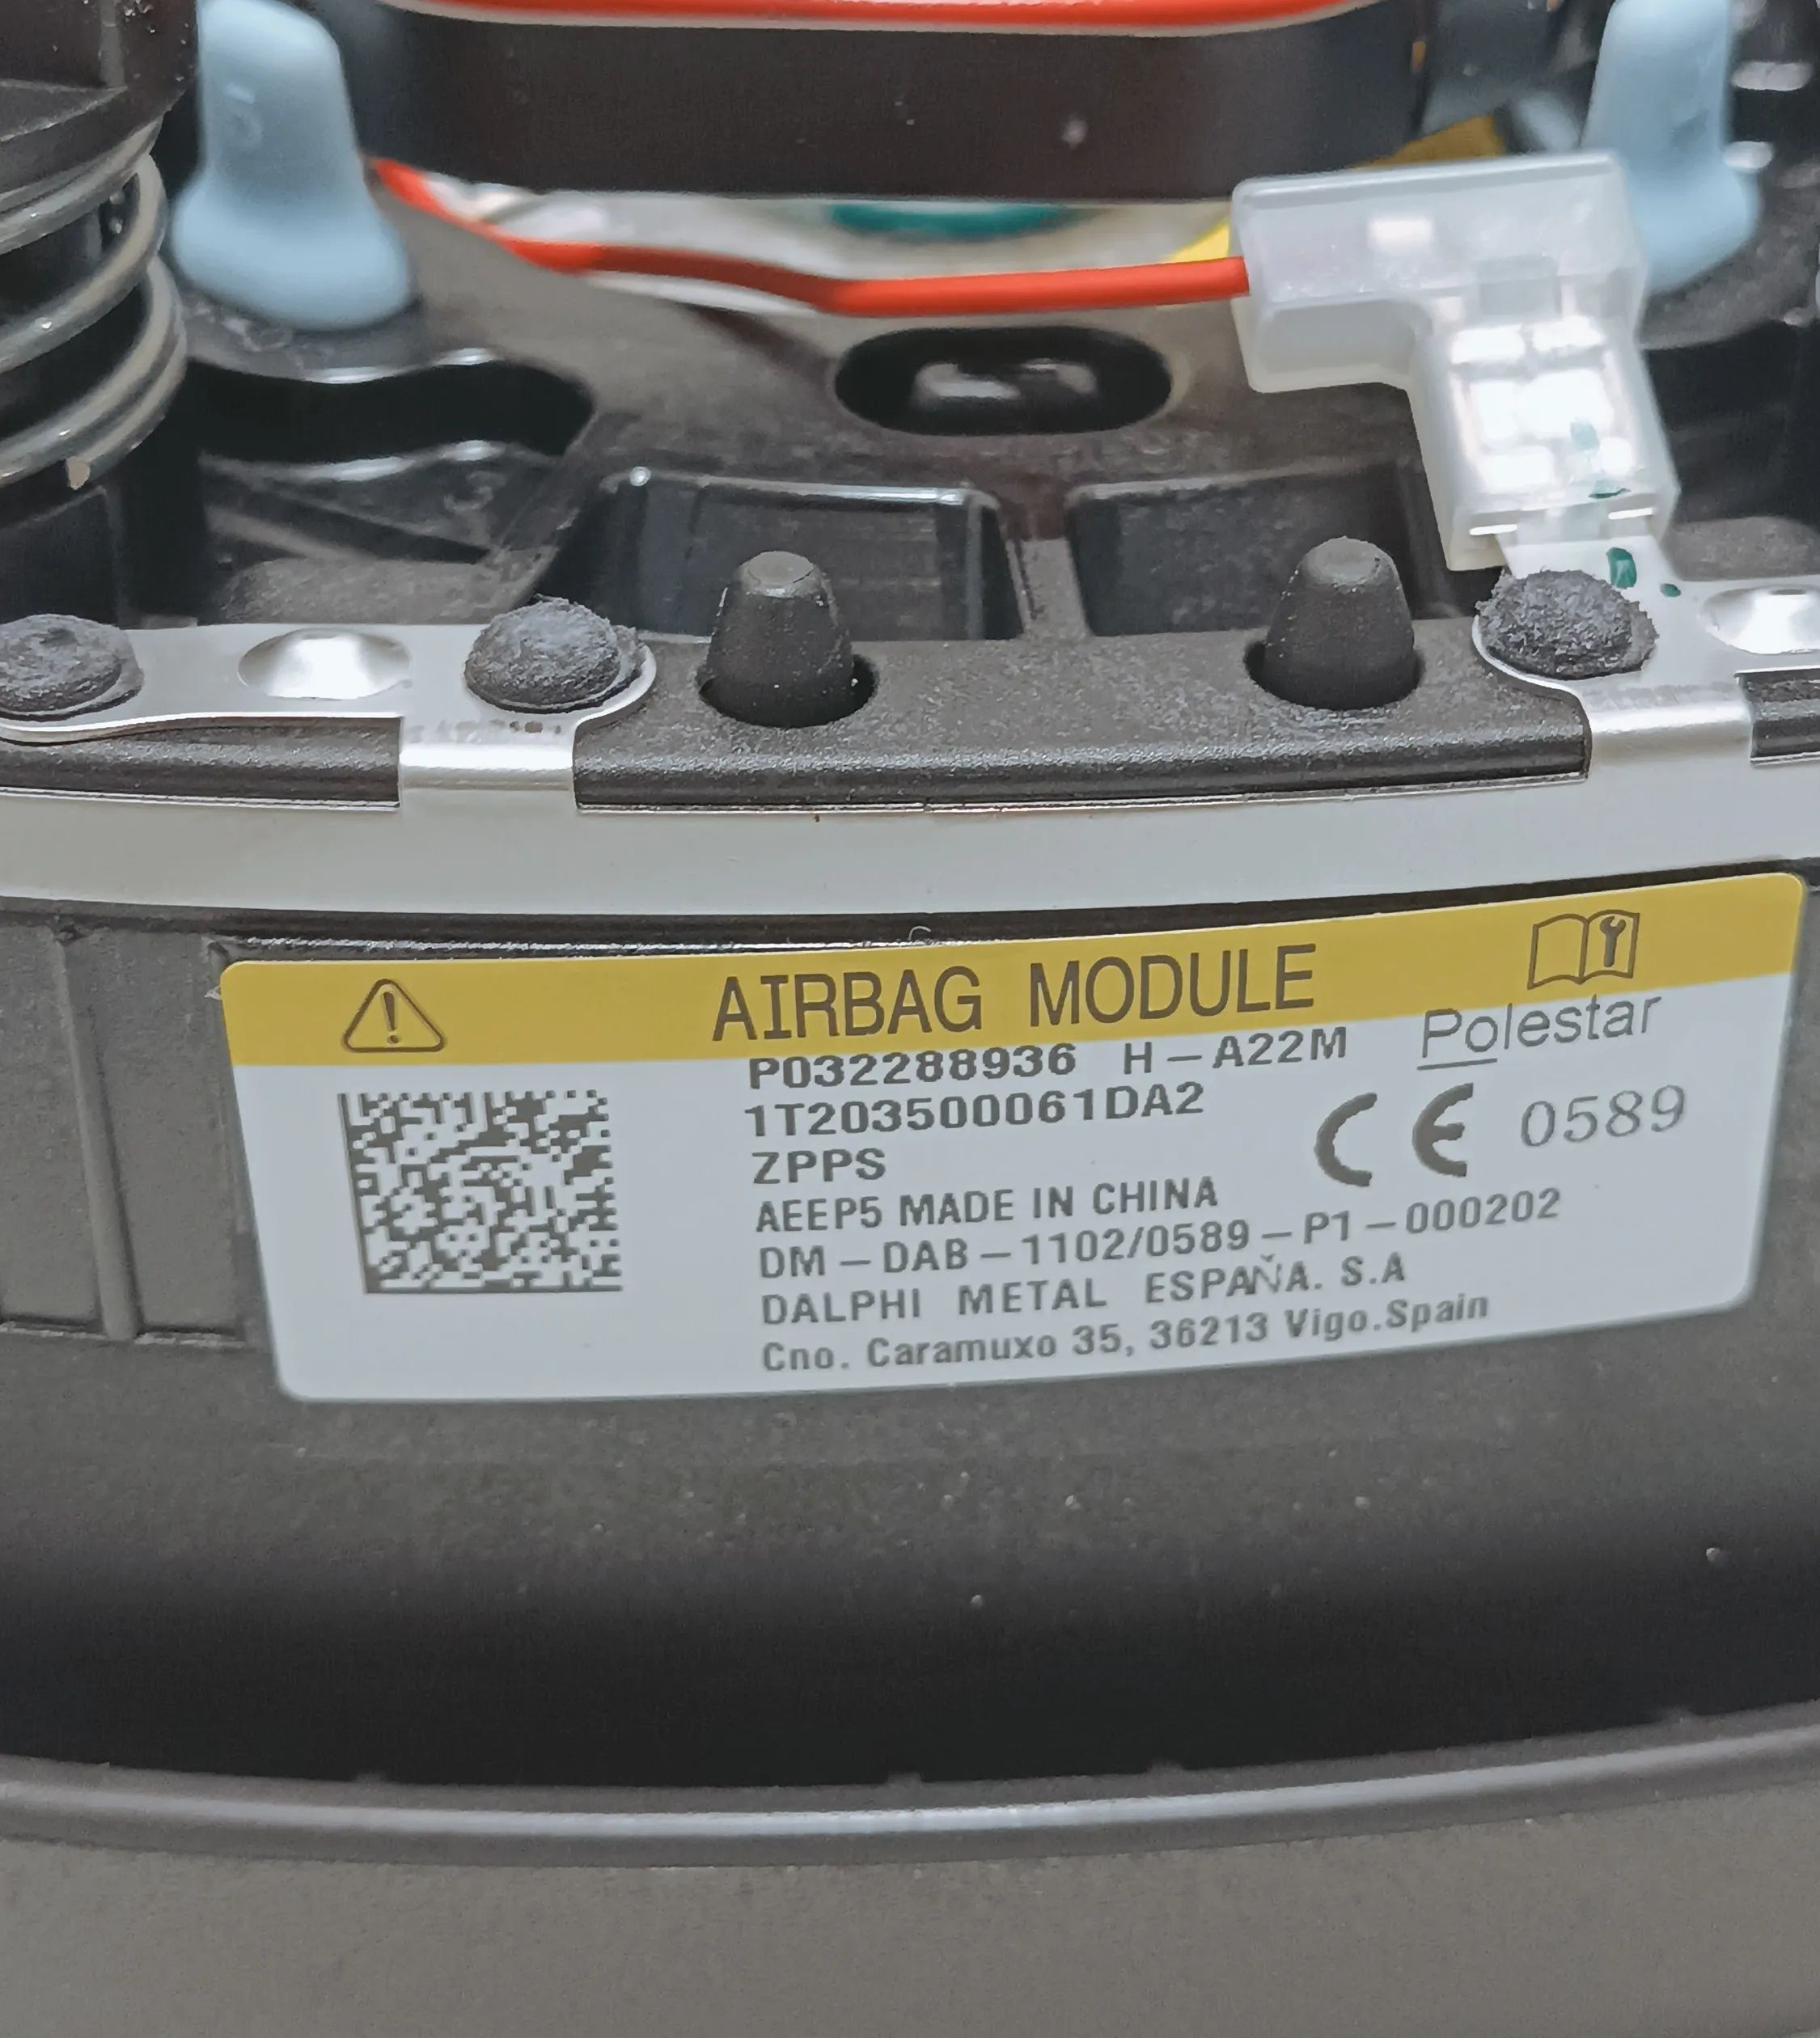 AIRBAG MODULE
P032288936 H-A22M Polestar
1T203500061DA2
CE 0589
ZPPS
AEEP5 MADE IN CHINA
DM-DAB-1102/0589-P1-000202
DALPHI METAL ESPAÑA. S.A
Cno. Caramuxo 35, 36213 Vigo.Spain